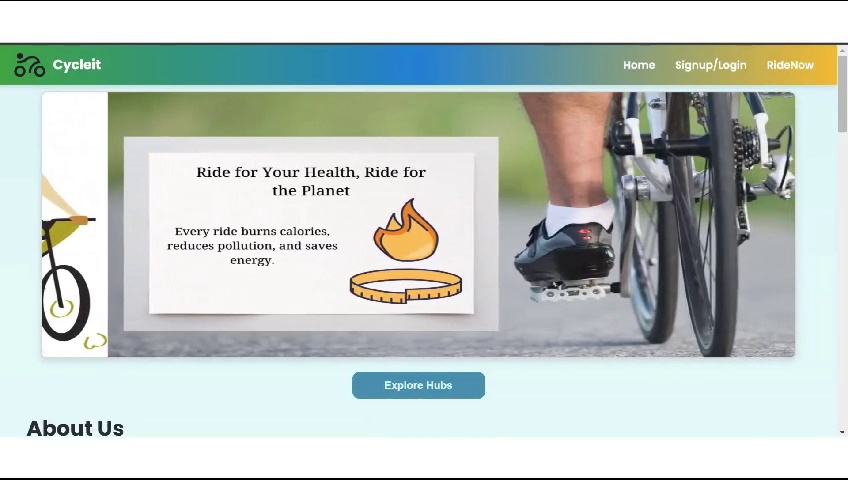 Cycleit
Home
Signup/Login
RideNow
Ride for Your Health, Ride for
the Planet
Every ride burns calories,
reduces pollution, and saves
energy.
Explore Hubs
About Us